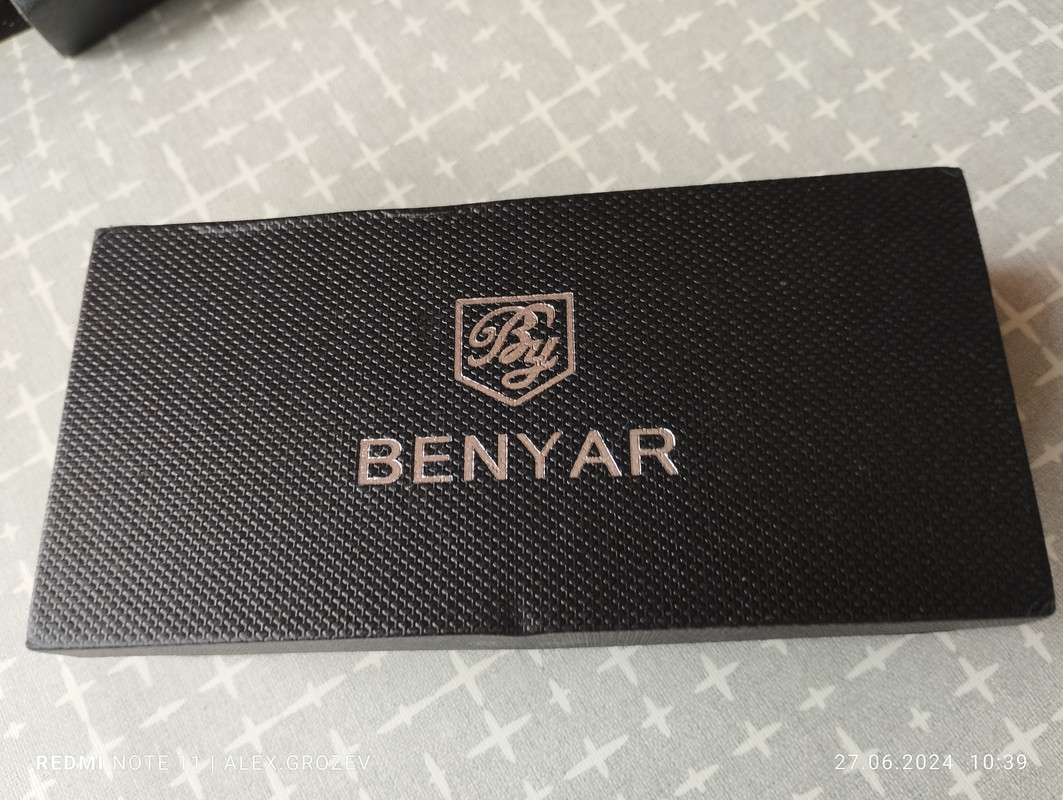 By
BENYAR
REDMI NOTE 11 | ALEX.GROZEV
27.06.2024 10:39